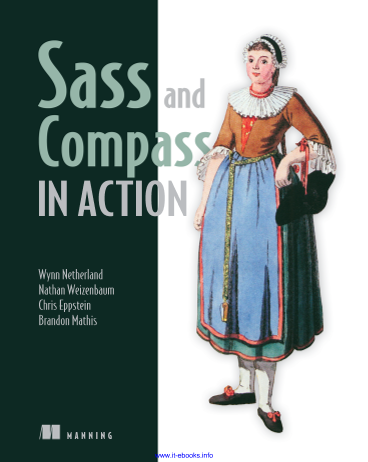 Sass and
Compass
IN ACTION
Wynn Netherland
Nathan Weizenbaum
Chris Eppstein
Brandon Mathis
MANNING
www.it-ebooks.info